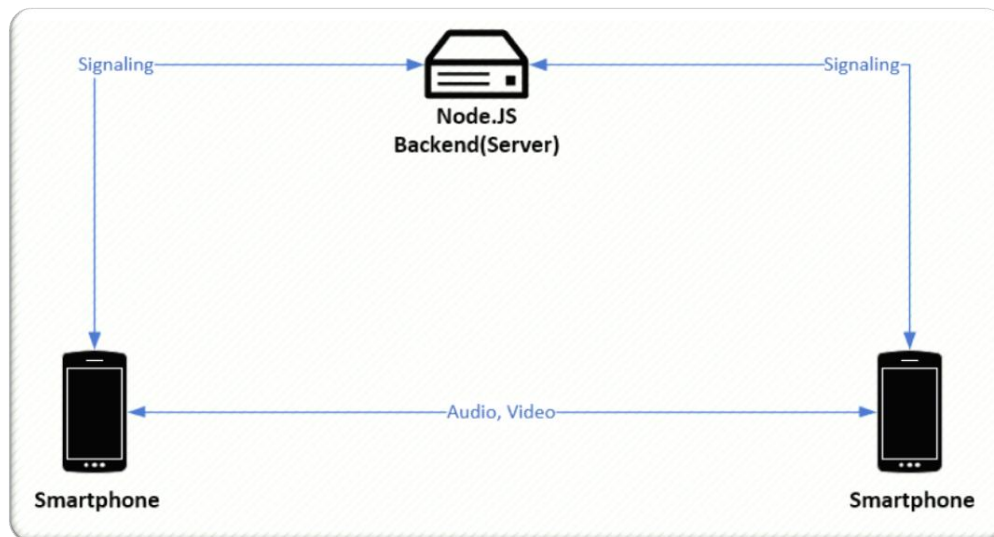 Signaling
Signaling
Node.JS
Backend(Server)
Audio, Video
Smartphone
Smartphone